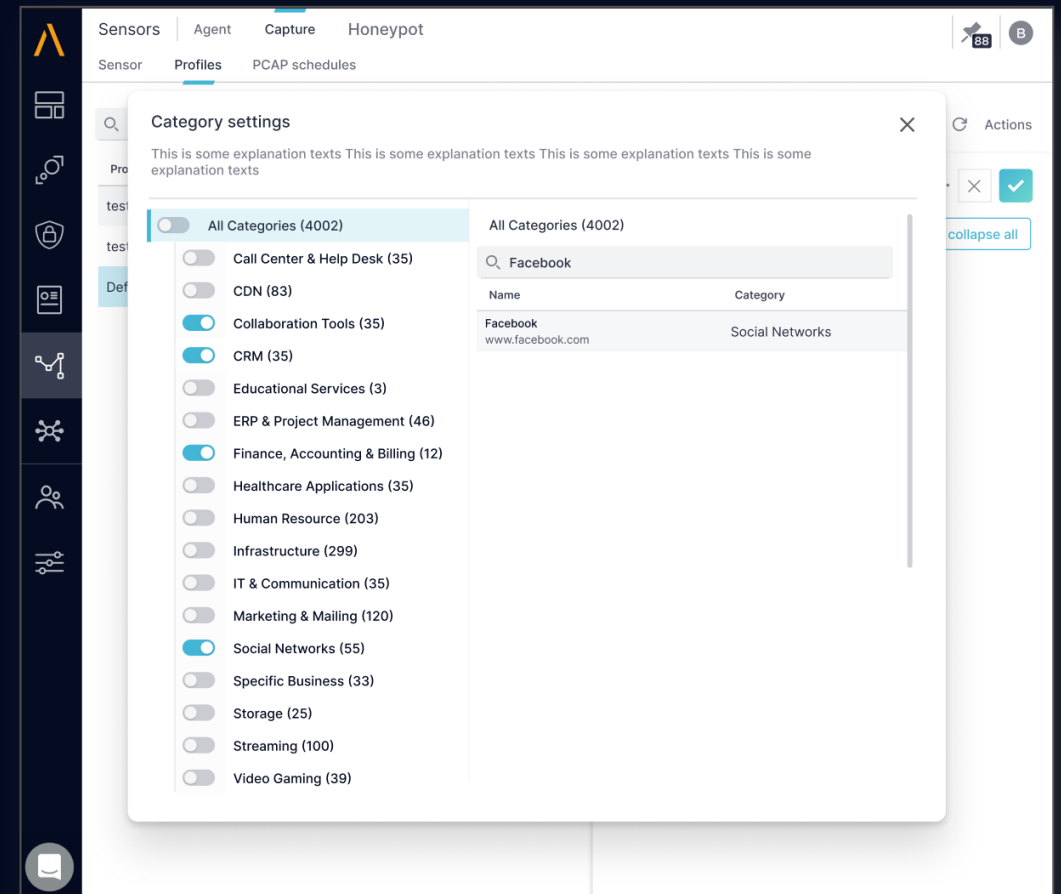 Sensors Agent Capture Honeypot
88 B
Sensor Profiles PCAP schedules
Category settings
This is some explanation texts This is some explanation texts This is some explanation texts This is some
explanation texts
Actions
Pro
test
test
Def
collapse all
All Categories (4002)
Call Center & Help Desk (35)
CDN (83)
Collaboration Tools (35)
CRM (35)
Educational Services (3)
ERP & Project Management (46)
Finance, Accounting & Billing (12)
Healthcare Applications (35)
Human Resource (203)
Infrastructure (299)
IT & Communication (35)
Marketing & Mailing (120)
Social Networks (55)
Specific Business (33)
Storage (25)
Streaming (100)
Video Gaming (39)
All Categories (4002)
Facebook
Name Category
Facebook
www.facebook.com
Social Networks